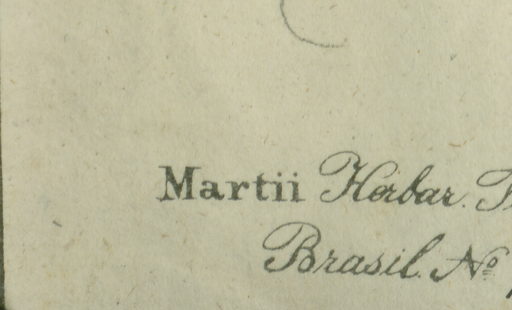 Martii Herbar.
Brasil. Nº